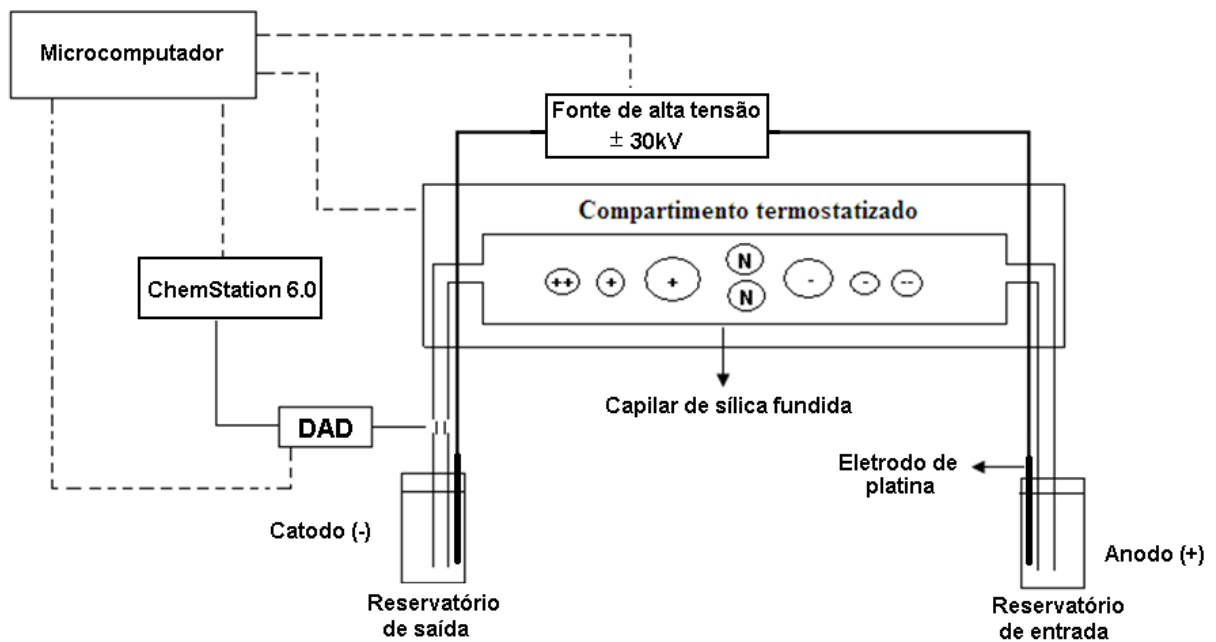 Microcomputador
Fonte de alta tensão
± 30kV
Compartimento termostatizado
++
+
+
N
N
-
-
--
ChemStation 6.0
Capilar de sílica fundida
DAD
Eletrodo de
platina
Catodo (-)
Anodo (+)
Reservatório
de saída
Reservatório
de entrada